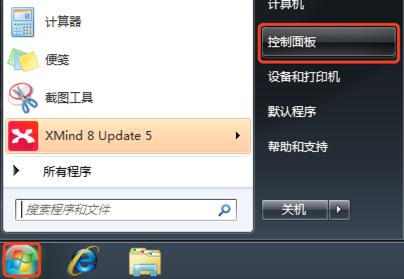 计算器
便笺
截图工具
XMind 8 Update 5
所有程序
搜索程序和文件
计算机
控制面板
设备和打印机
默认程序
帮助和支持
关机